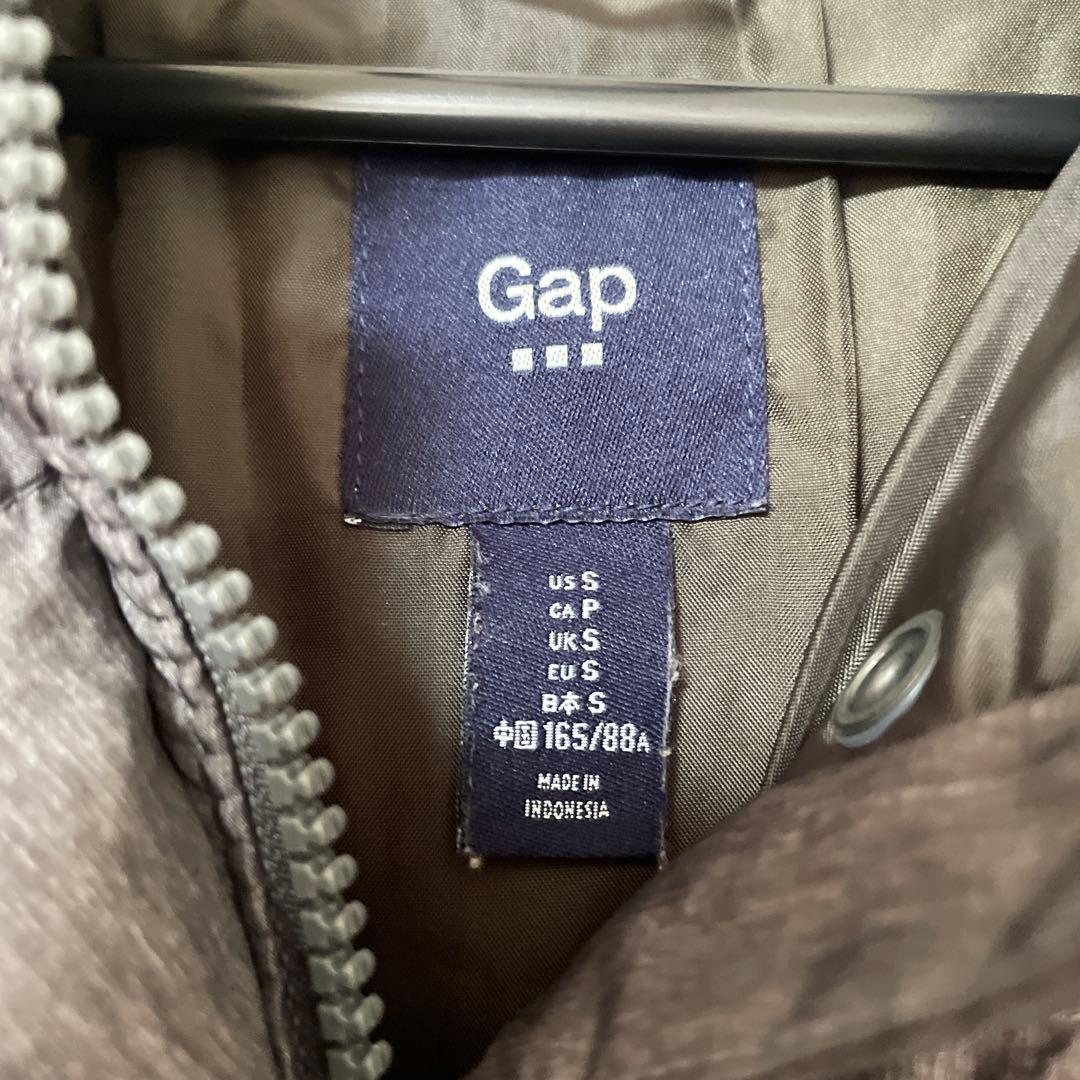 Gap
US S
CA P
UK S
EU S
日本 S
中国 165/88A
MADE IN
INDONESIA